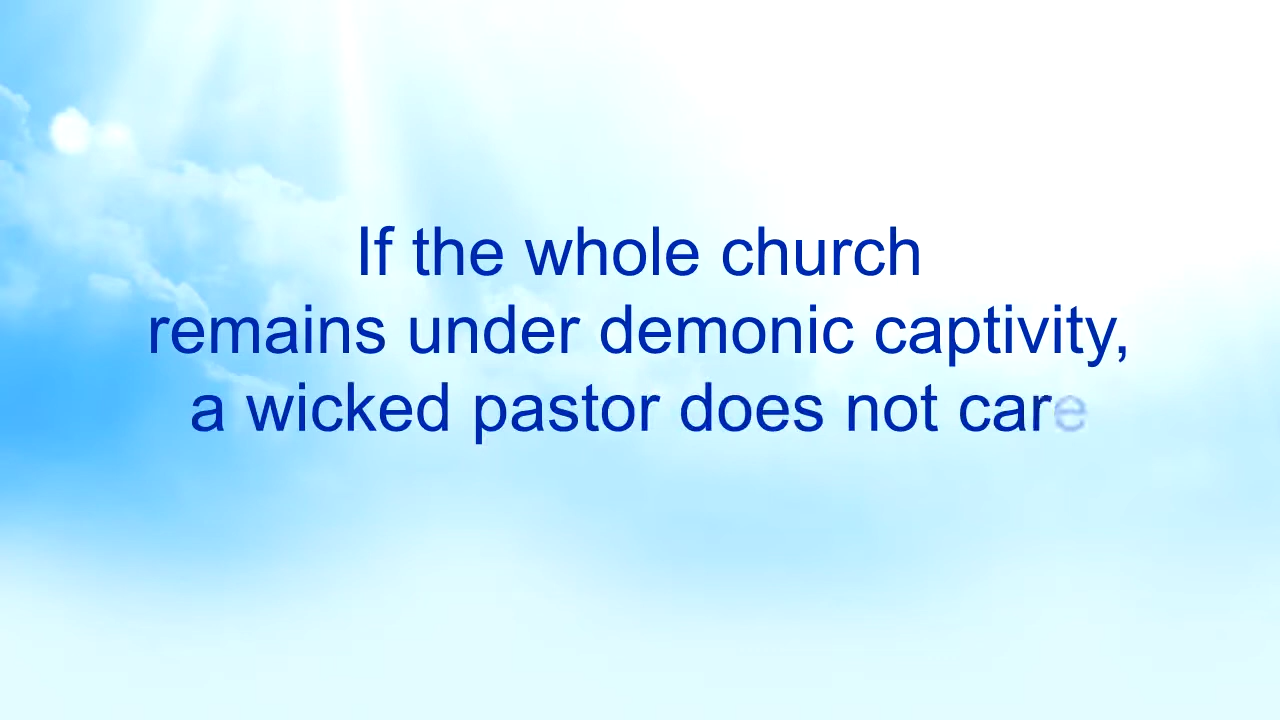 If the whole church
remains under demonic captivity,
a wicked pastor does not care